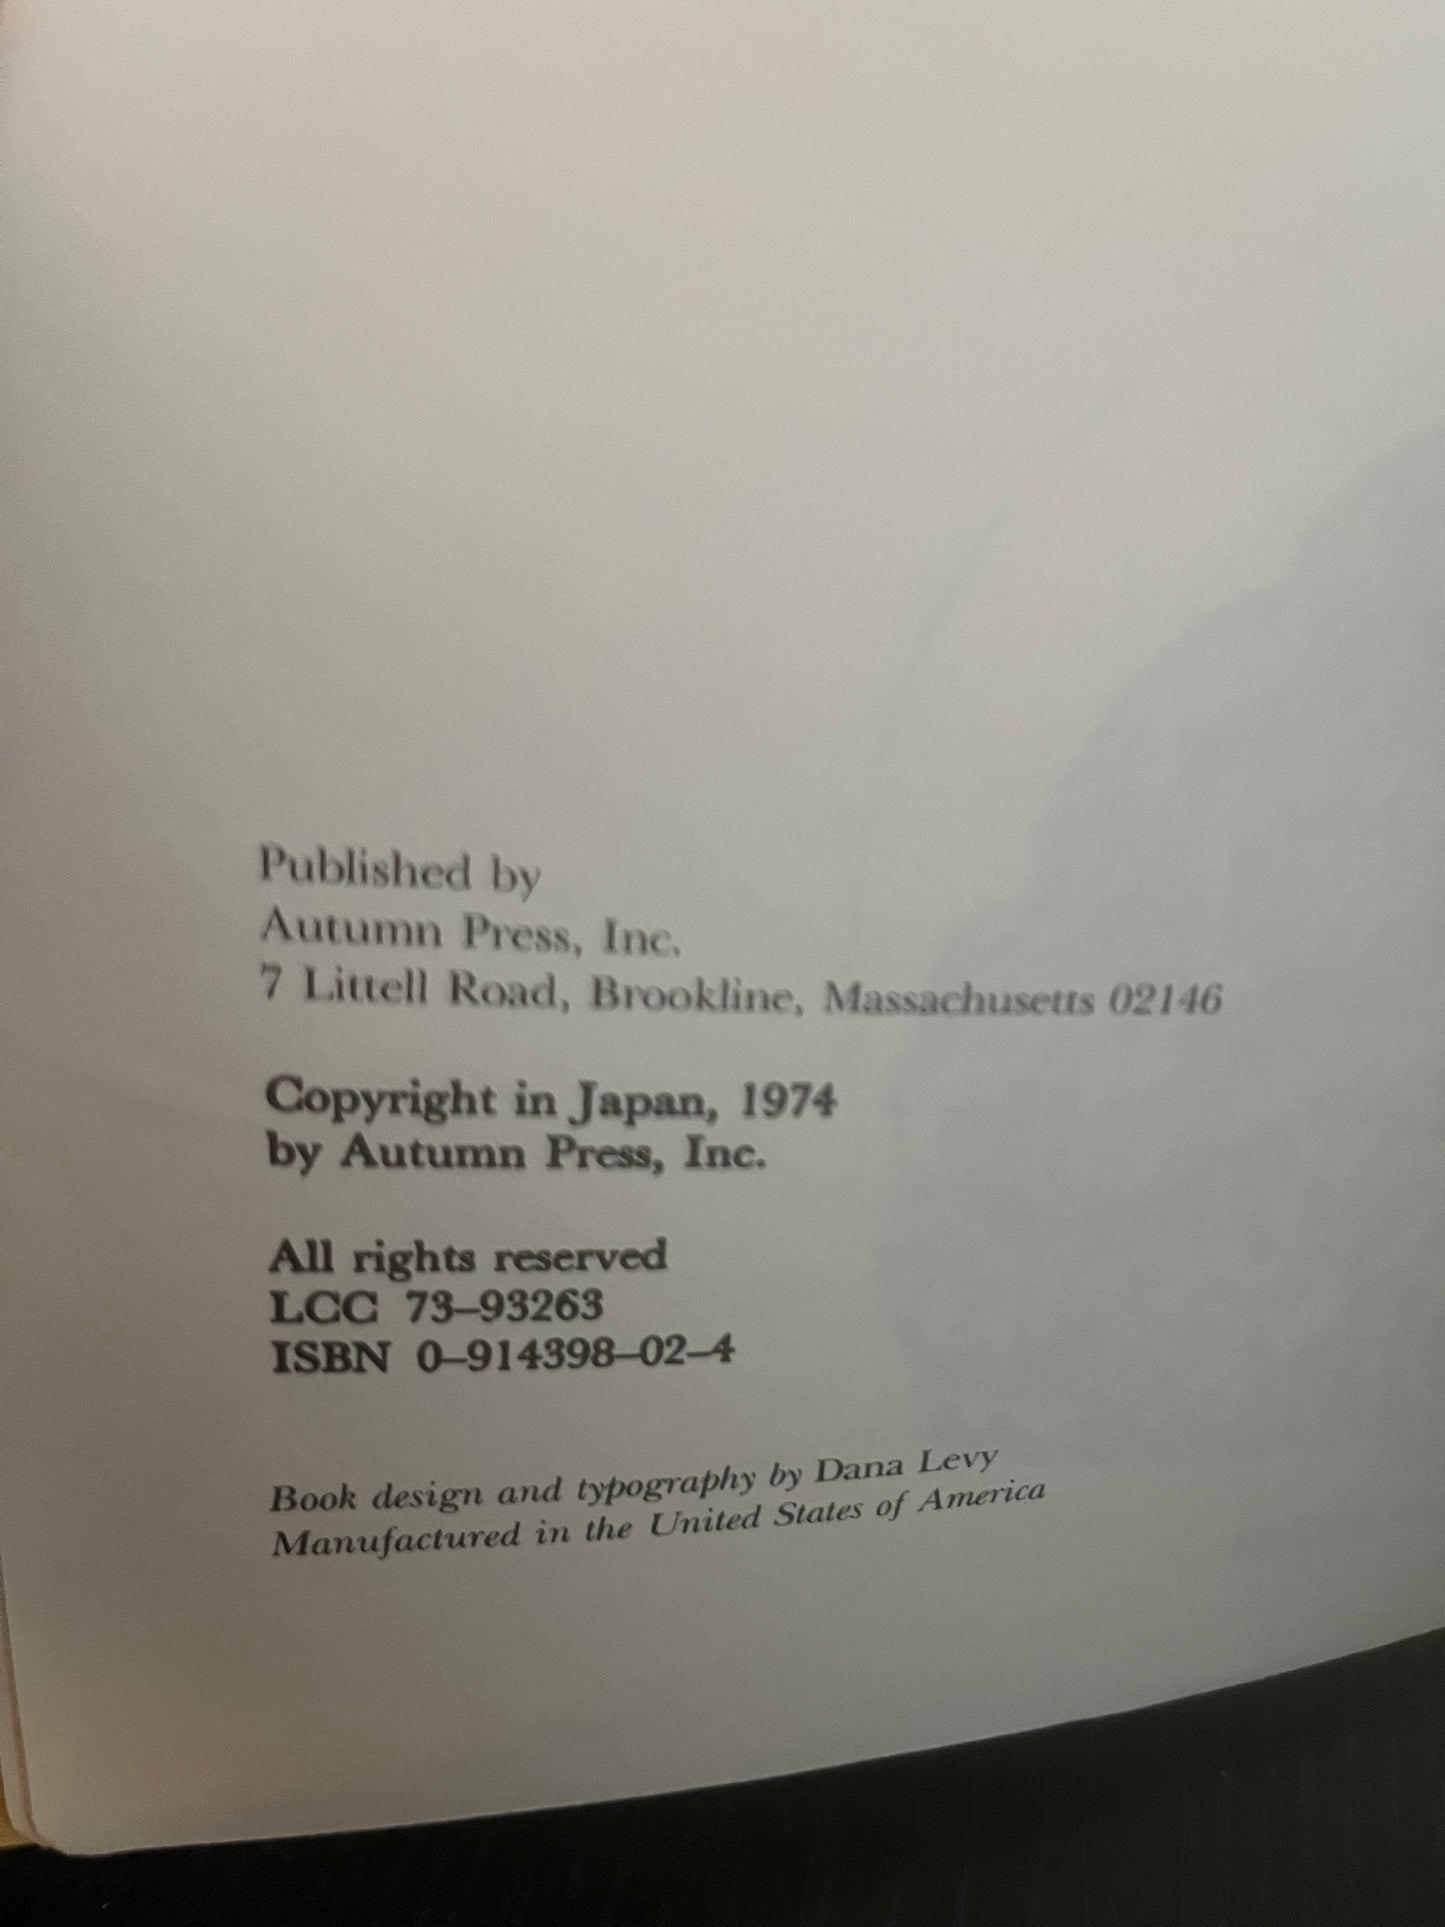 Published by
Autumn Press, Inc.
7 Littell Road, Brookline, Massachusetts 02146
Copyright in Japan, 1974
by Autumn Press, Inc.
All rights reserved
LCC 73–93263
ISBN 0–914398–02–4
Book design and typography by Dana Levy
Manufactured in the United States of America